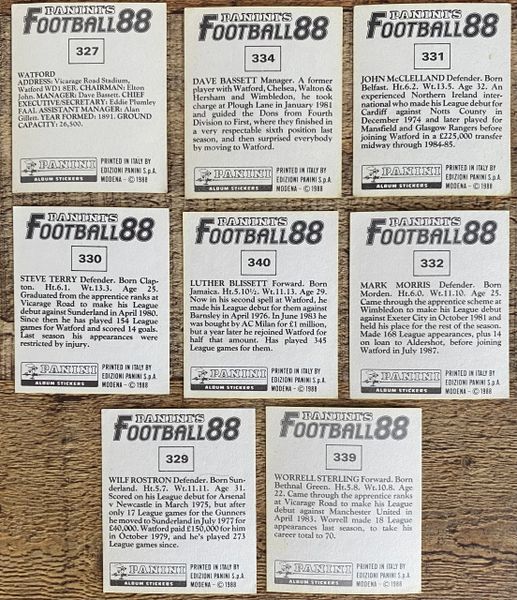 PANINI'S
FOOTBALL 88
327
WATFORD
ADDRESS: Vicarage Road Stadium,
Watford WD1 8ER. CHAIRMAN: Elton
John. MANAGER: Dave Bassett. CHIEF
EXECUTIVE/SECRETARY: Eddie Plumley
FAAI. ASSISTANT MANAGER: Alan
Gillett. YEAR FORMED: 1891. GROUND
CAPACITY: 26,500.
PANINI
ALBUM STICKERS
PRINTED IN ITALY BY
EDIZIONI PANINI S.p.A.
MODENA - © 1988
PANINI'S
FOOTBALL 88
334
DAVE BASSETT Manager. A former
player with Watford, Chelsea, Walton &
Hersham and Wimbledon, he took
charge at Plough Lane in January 1981
and guided the Dons from Fourth
Division to First, where they finished in
a very respectable sixth position last
season, and then surprised everybody
by moving to Watford.
PANINI
ALBUM STICKERS
PRINTED IN ITALY BY
EDIZIONI PANINI S.p.A.
MODENA - © 1988
PANINI'S
FOOTBALL 88
331
JOHN McCLELLAND Defender. Born
Belfast. Ht.6.2. Wt.13.5. Age 32. An
experienced Northern Ireland inter-
national who made his League debut for
Cardiff against Notts County in
December 1974 and later played for
Mansfield and Glasgow Rangers before
joining Watford in a £225,000 transfer
midway through 1984-85.
PANINI
ALBUM STICKERS
PRINTED IN ITALY BY
EDIZIONI PANINI S.p.A.
MODENA - © 1988
PANINI'S
FOOTBALL 88
330
STEVE TERRY Defender. Born Clap-
ton. Ht.6.1. Wt.13.3. Age 25.
Graduated from the apprentice ranks at
Vicarage Road to make his League
debut against Sunderland in April 1980.
Since then he has played 154 League
games for Watford and scored 14 goals.
Last season his appearances were
restricted by injury.
PANINI
ALBUM STICKERS
PRINTED IN ITALY BY
EDIZIONI PANINI S.p.A.
MODENA - © 1988
PANINI'S
FOOTBALL 88
340
LUTHER BLISSETT Forward. Born
Jamaica. Ht.5.10½. Wt.11.13. Age 29.
Now in his second spell at Watford, he
made his League debut for them against
Barnsley in April 1976. In June 1983 he
was bought by AC Milan for £1 million,
but a year later he rejoined Watford for
half that amount. Has played 345
League games for them.
PANINI
ALBUM STICKERS
PRINTED IN ITALY BY
EDIZIONI PANINI S.p.A.
MODENA - © 1988
PANINI'S
FOOTBALL 88
332
MARK MORRIS Defender. Born
Morden. Ht.6.0. Wt.11.10. Age 25.
Came through the apprentice scheme at
Wimbledon to make his League debut
against Exeter City in October 1981 and
held his place for the rest of the season.
Made 168 League appearances, plus 14
on loan to Aldershot, before joining
Watford in July 1987.
PANINI
ALBUM STICKERS
PRINTED IN ITALY BY
EDIZIONI PANINI S.p.A.
MODENA - © 1988
PANINI'S
FOOTBALL 88
329
WILF ROSTRON Defender. Born Sun-
derland. Ht.5.7. Wt.11.11. Age 31.
Scored on his League debut for Arsenal
v Newcastle in March 1975, but after
only 17 League games for the Gunners
he moved to Sunderland in July 1977 for
£40,000. Watford paid £150,000 for him
in October 1979, and he's played 273
League games since.
PANINI
ALBUM STICKERS
PRINTED IN ITALY BY
EDIZIONI PANINI S.p.A.
MODENA - © 1988
PANINI'S
FOOTBALL 88
339
WORRELL STERLING Forward. Born
Bethnal Green. Ht.5.8. Wt.10.8. Age
22. Came through the apprentice ranks
at Vicarage Road to make his League
debut against Manchester United in
April 1983. Worrell made 18 League
appearances last season, to take his
career total to 70.
PANINI
ALBUM STICKERS
PRINTED IN ITALY BY
EDIZIONI PANINI S.p.A.
MODENA - © 1988